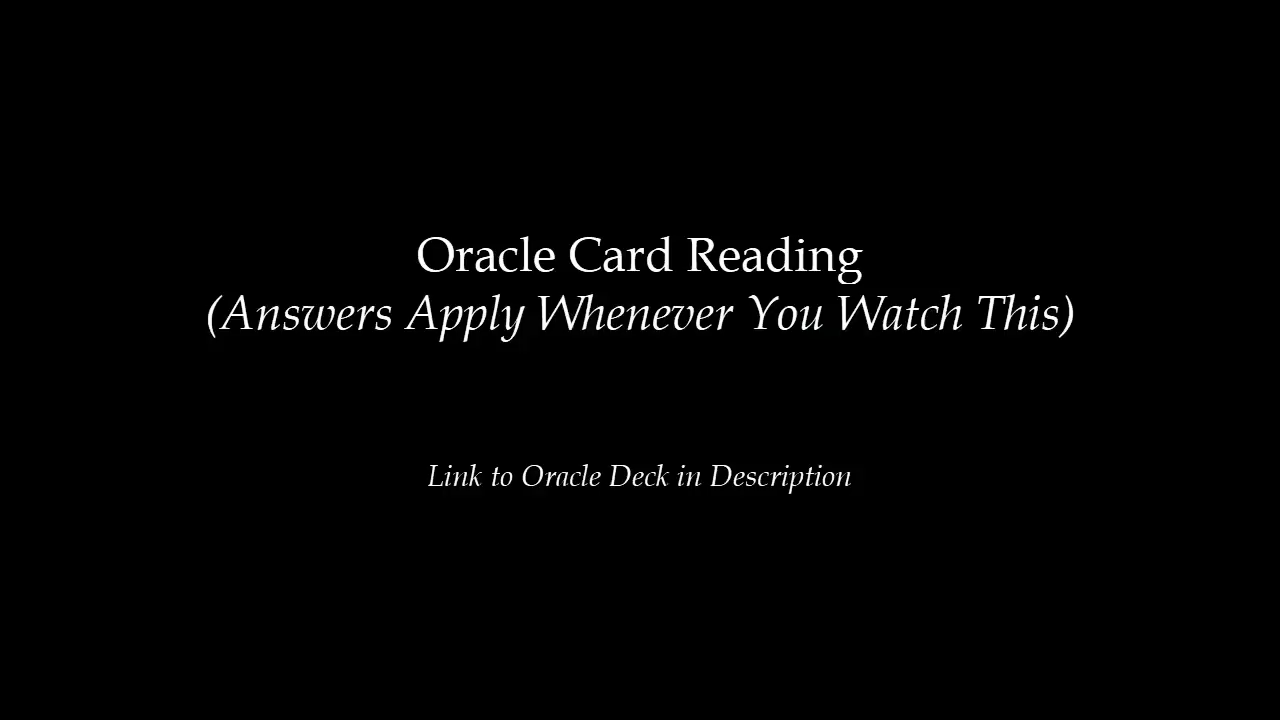 Oracle Card Reading
(Answers Apply Whenever You Watch This)
Link to Oracle Deck in Description